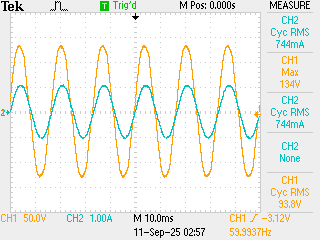 Tek T Trig'd M Pos: 0.000s MEASURE
CH2
Cyc RMS
744mA
CH1
Max
134V
CH2
Cyc RMS
744mA
CH2
None
CH1
Cyc RMS
93.8V
2
CH1 50.0V CH2 1.00A M 10.0ms CH1 / -3.12V
11-Sep-25 02:57 59.9937Hz